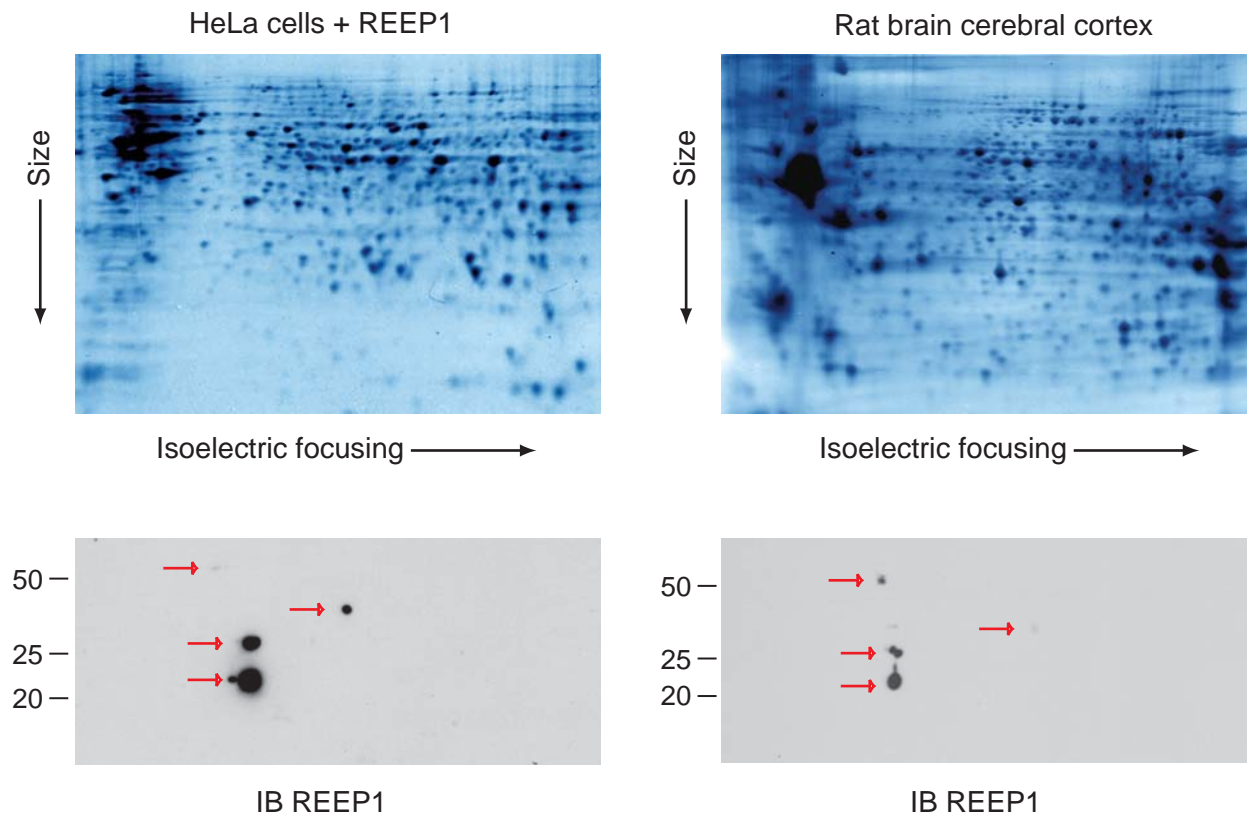 HeLa cells + REEP1
Rat brain cerebral cortex
Size
Size
Isoelectric focusing
Isoelectric focusing
50
25
20
50
25
20
IB REEP1
IB REEP1